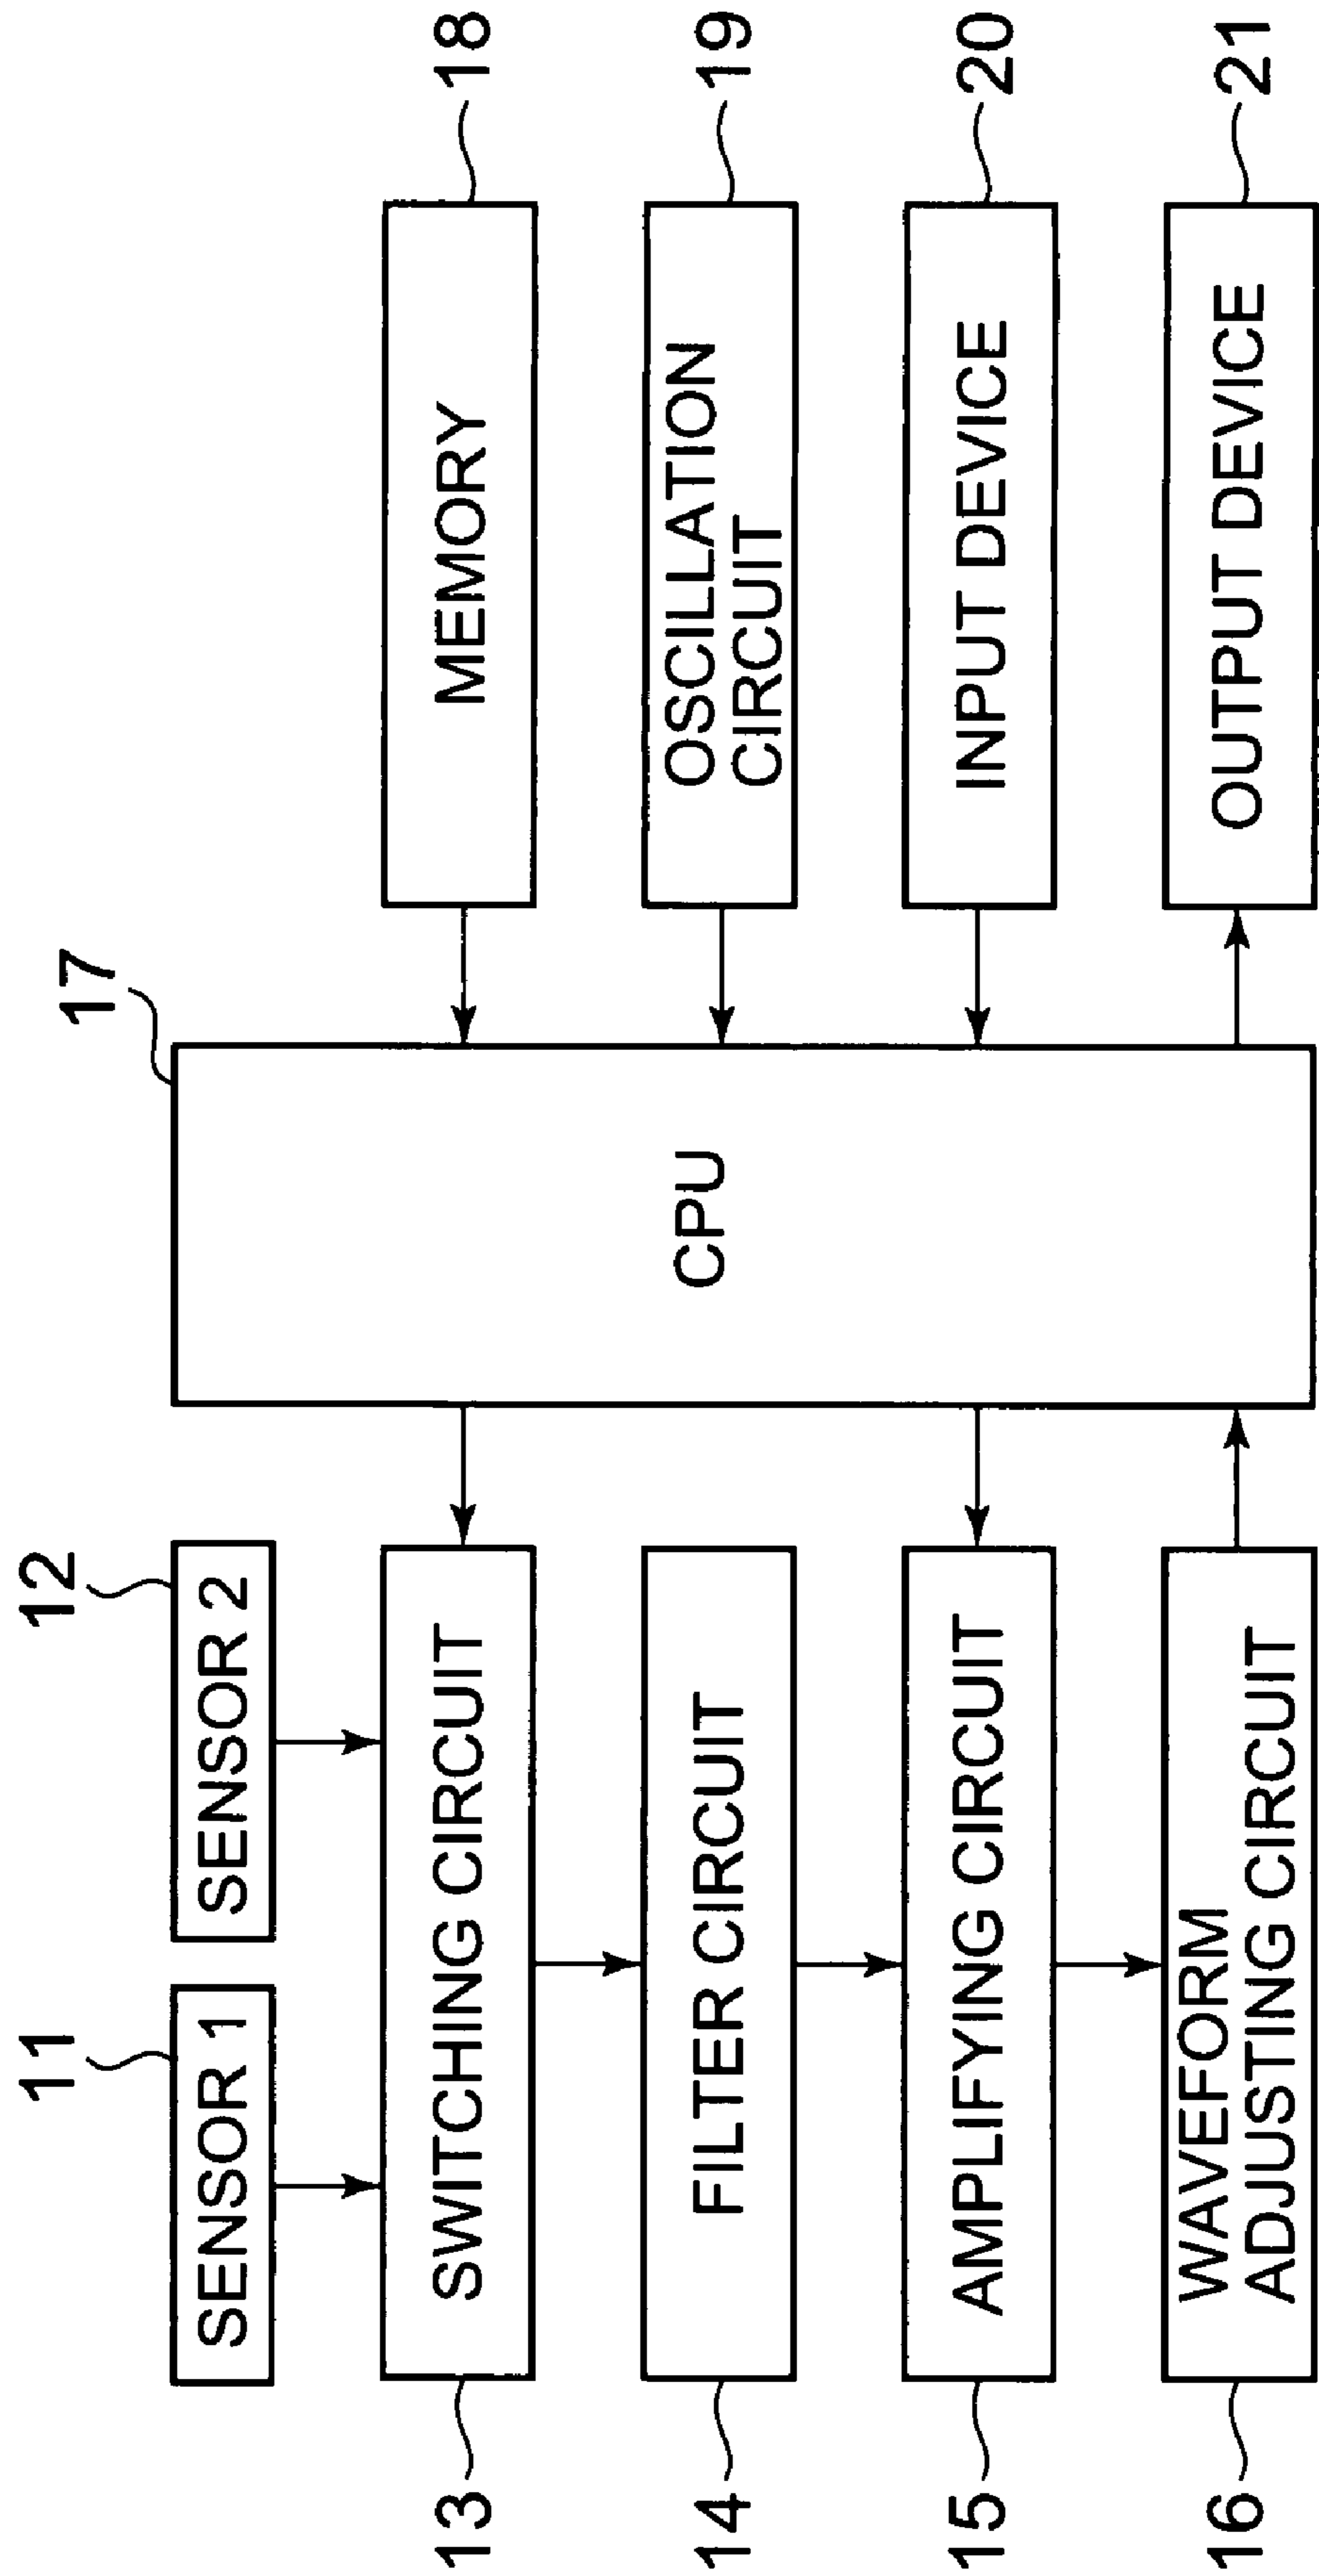 11
12
17
SENSOR 1
SENSOR 2
13
SWITCHING CIRCUIT
CPU
MEMORY
18
14
FILTER CIRCUIT
OSCILLATION
CIRCUIT
19
15
AMPLIFYING CIRCUIT
INPUT DEVICE
20
16
WAVEFORM
ADJUSTING CIRCUIT
OUTPUT DEVICE
21